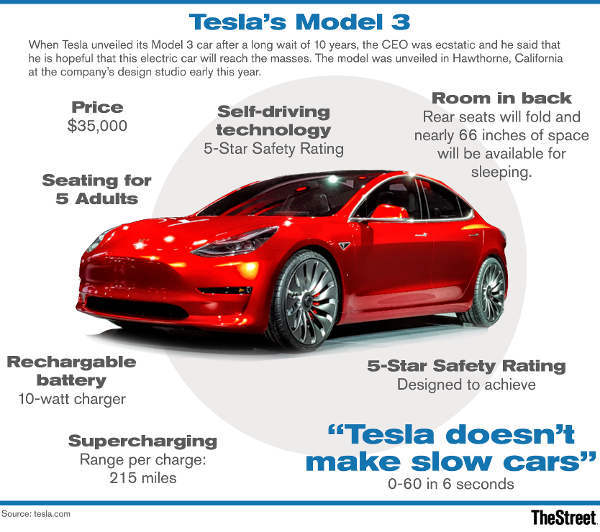 Tesla's Model 3
When Tesla unveiled its Model 3 car after a long wait of 10 years, the CEO was ecstatic and he said that
he is hopeful that this electric car will reach the masses. The model was unveiled in Hawthorne, California
at the company's design studio early this year.
Price
$35,000
Self-driving
technology
5-Star Safety Rating
Room in back
Rear seats will fold and
nearly 66 inches of space
will be available for
sleeping.
Seating for
5 Adults
Rechargable
battery
10-watt charger
5-Star Safety Rating
Designed to achieve
Supercharging
Range per charge:
215 miles
“Tesla doesn't
make slow cars”
0-60 in 6 seconds
Source: tesla.com
TheStreet